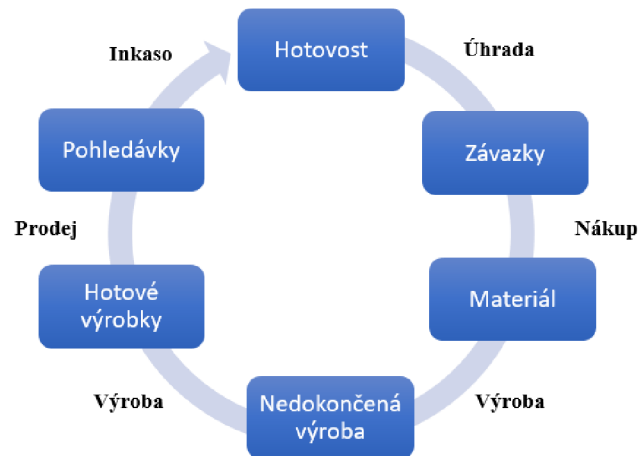 Hotovost
Úhrada
Závazky
Nákup
Materiál
Výroba
Nedokončená
výroba
Výroba
Hotové
výrobky
Prodej
Pohledávky
Inkaso